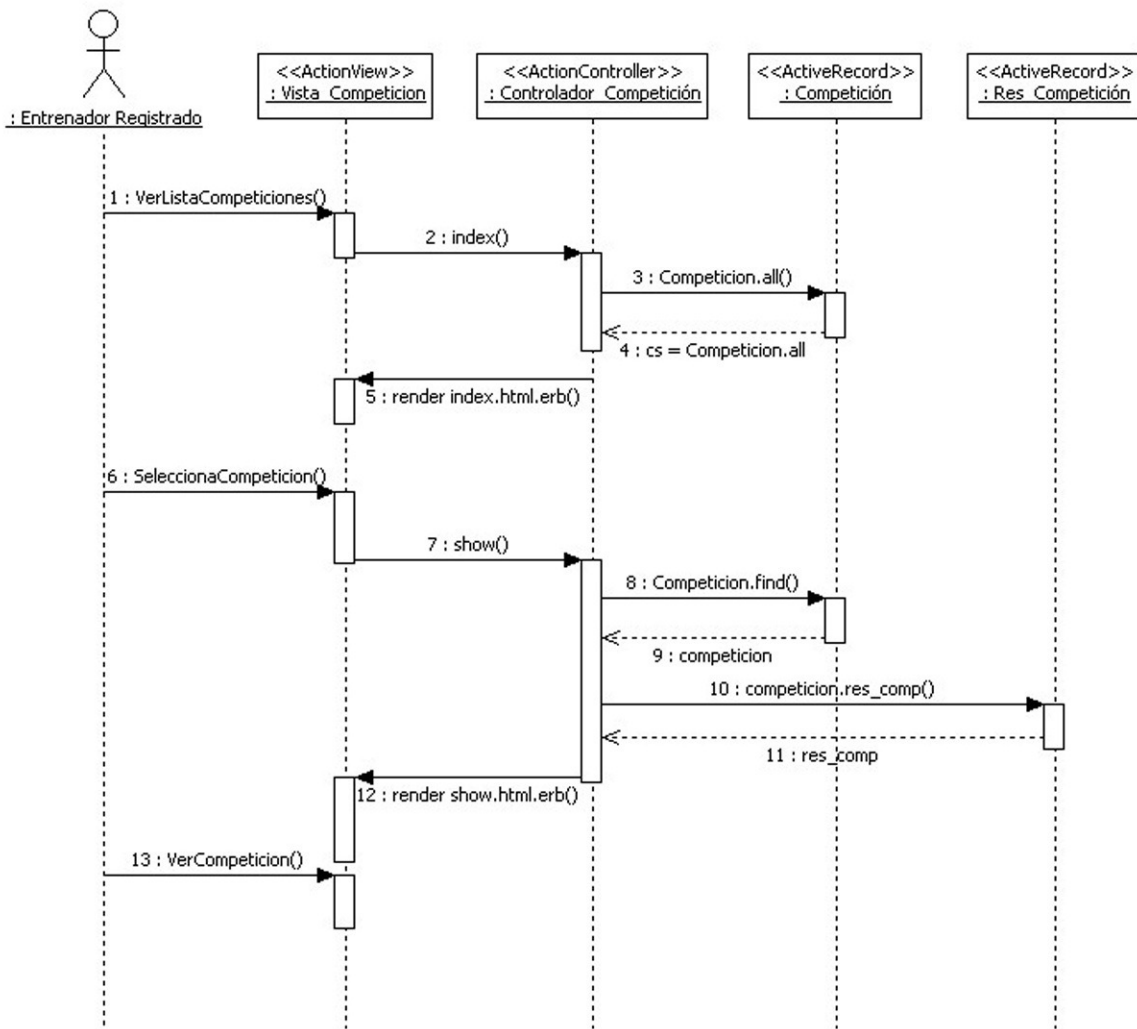 <<ActionView>>
: Vista_Competicion
<<ActionController>>
: Controlador_Competición
<<ActiveRecord>>
: Competición
<<ActiveRecord>>
: Res_Competición
: Entrenador Registrado
1 : VerListaCompeticiones()
2 : index()
3 : Competicion.all()
4 : cs = Competicion.all
5 : render index.html.erb()
6 : SeleccionaCompeticion()
7 : show()
8 : Competicion.find()
9 : competicion
10 : competicion.res_comp()
11 : res_comp
12 : render show.html.erb()
13 : VerCompeticion()